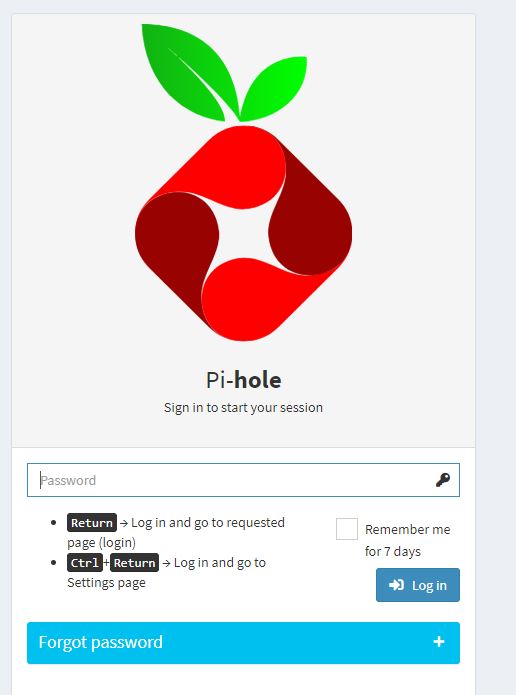 Pi-hole
Sign in to start your session
Password
Return → Log in and go to requested
page (login)
Ctrl+Return → Log in and go to
Settings page
Remember me
for 7 days
Log in
Forgot password +